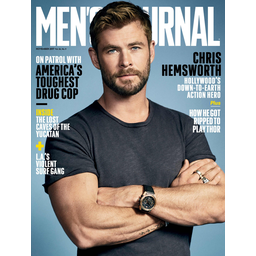 MEN'S JOURNAL
ON PATROL WITH
AMERICA'S
TOUGHEST
DRUG COP
INSIDE
THE LOST
CAVES OF THE
YUCATAN
+
L.A.'S
VIOLENT
SURF GANG
CHRIS
HEMSWORTH
HOLLYWOOD'S
DOWN-TO-EARTH
ACTION HERO
Plus
HOW HE GOT
RIPPED TO
PLAY THOR